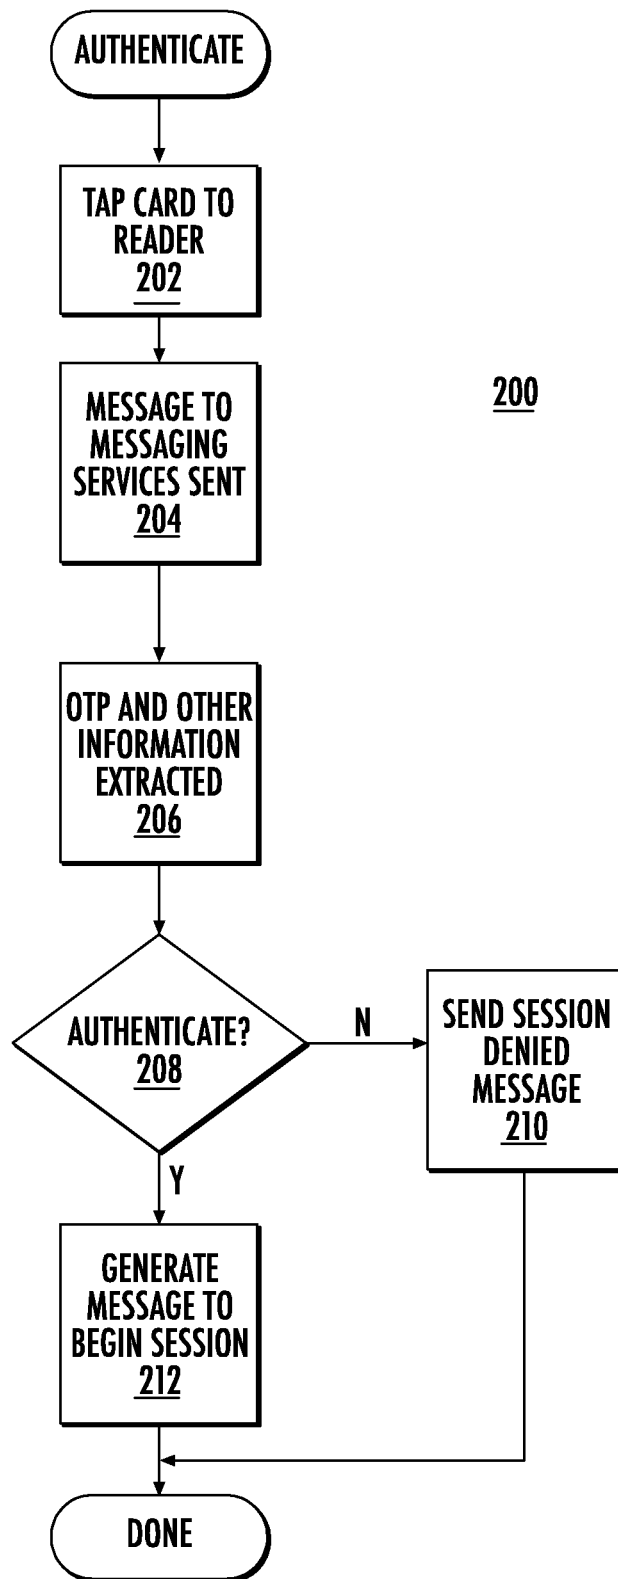 AUTHENTICATE
TAP CARD TO
READER
202
MESSAGE TO
MESSAGING
SERVICES SENT
204
200
OTP AND OTHER
INFORMATION
EXTRACTED
206
AUTHENTICATE?
208
N
SEND SESSION
DENIED
MESSAGE
210
Y
GENERATE
MESSAGE TO
BEGIN SESSION
212
DONE